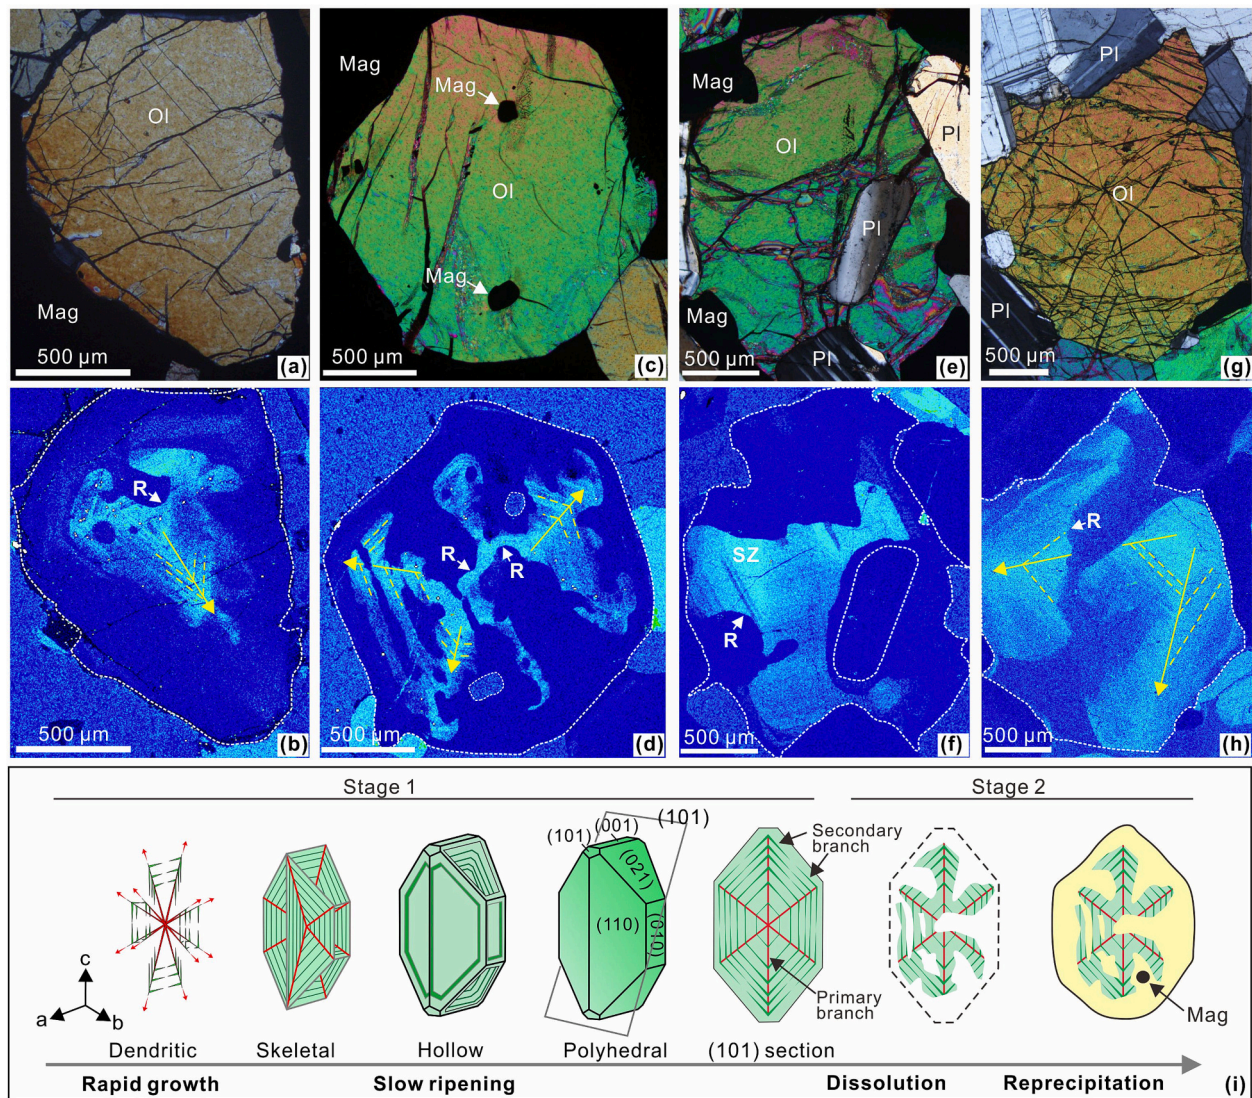 Ol
Mag
500 µm
(a)
Mag
Mag
Ol
Mag
500 µm
(c)
Mag
Ol
Pl
Pl
Mag
Pl
500 µm
(e)
Pl
Ol
Pl
500 µm
(g)
R
500 µm
(b)
R
R
500 µm
(d)
SZ
R
500 µm
(f)
R
500 µm
(h)
Stage 1
Stage 2
(101)
(001)
(101)
(021)
(110)
(010)
Secondary
branch
Primary
branch
Mag
c
a
b
Dendritic
Skeletal
Hollow
Polyhedral
(101) section
Rapid growth
Slow ripening
Dissolution
Reprecipitation
(i)